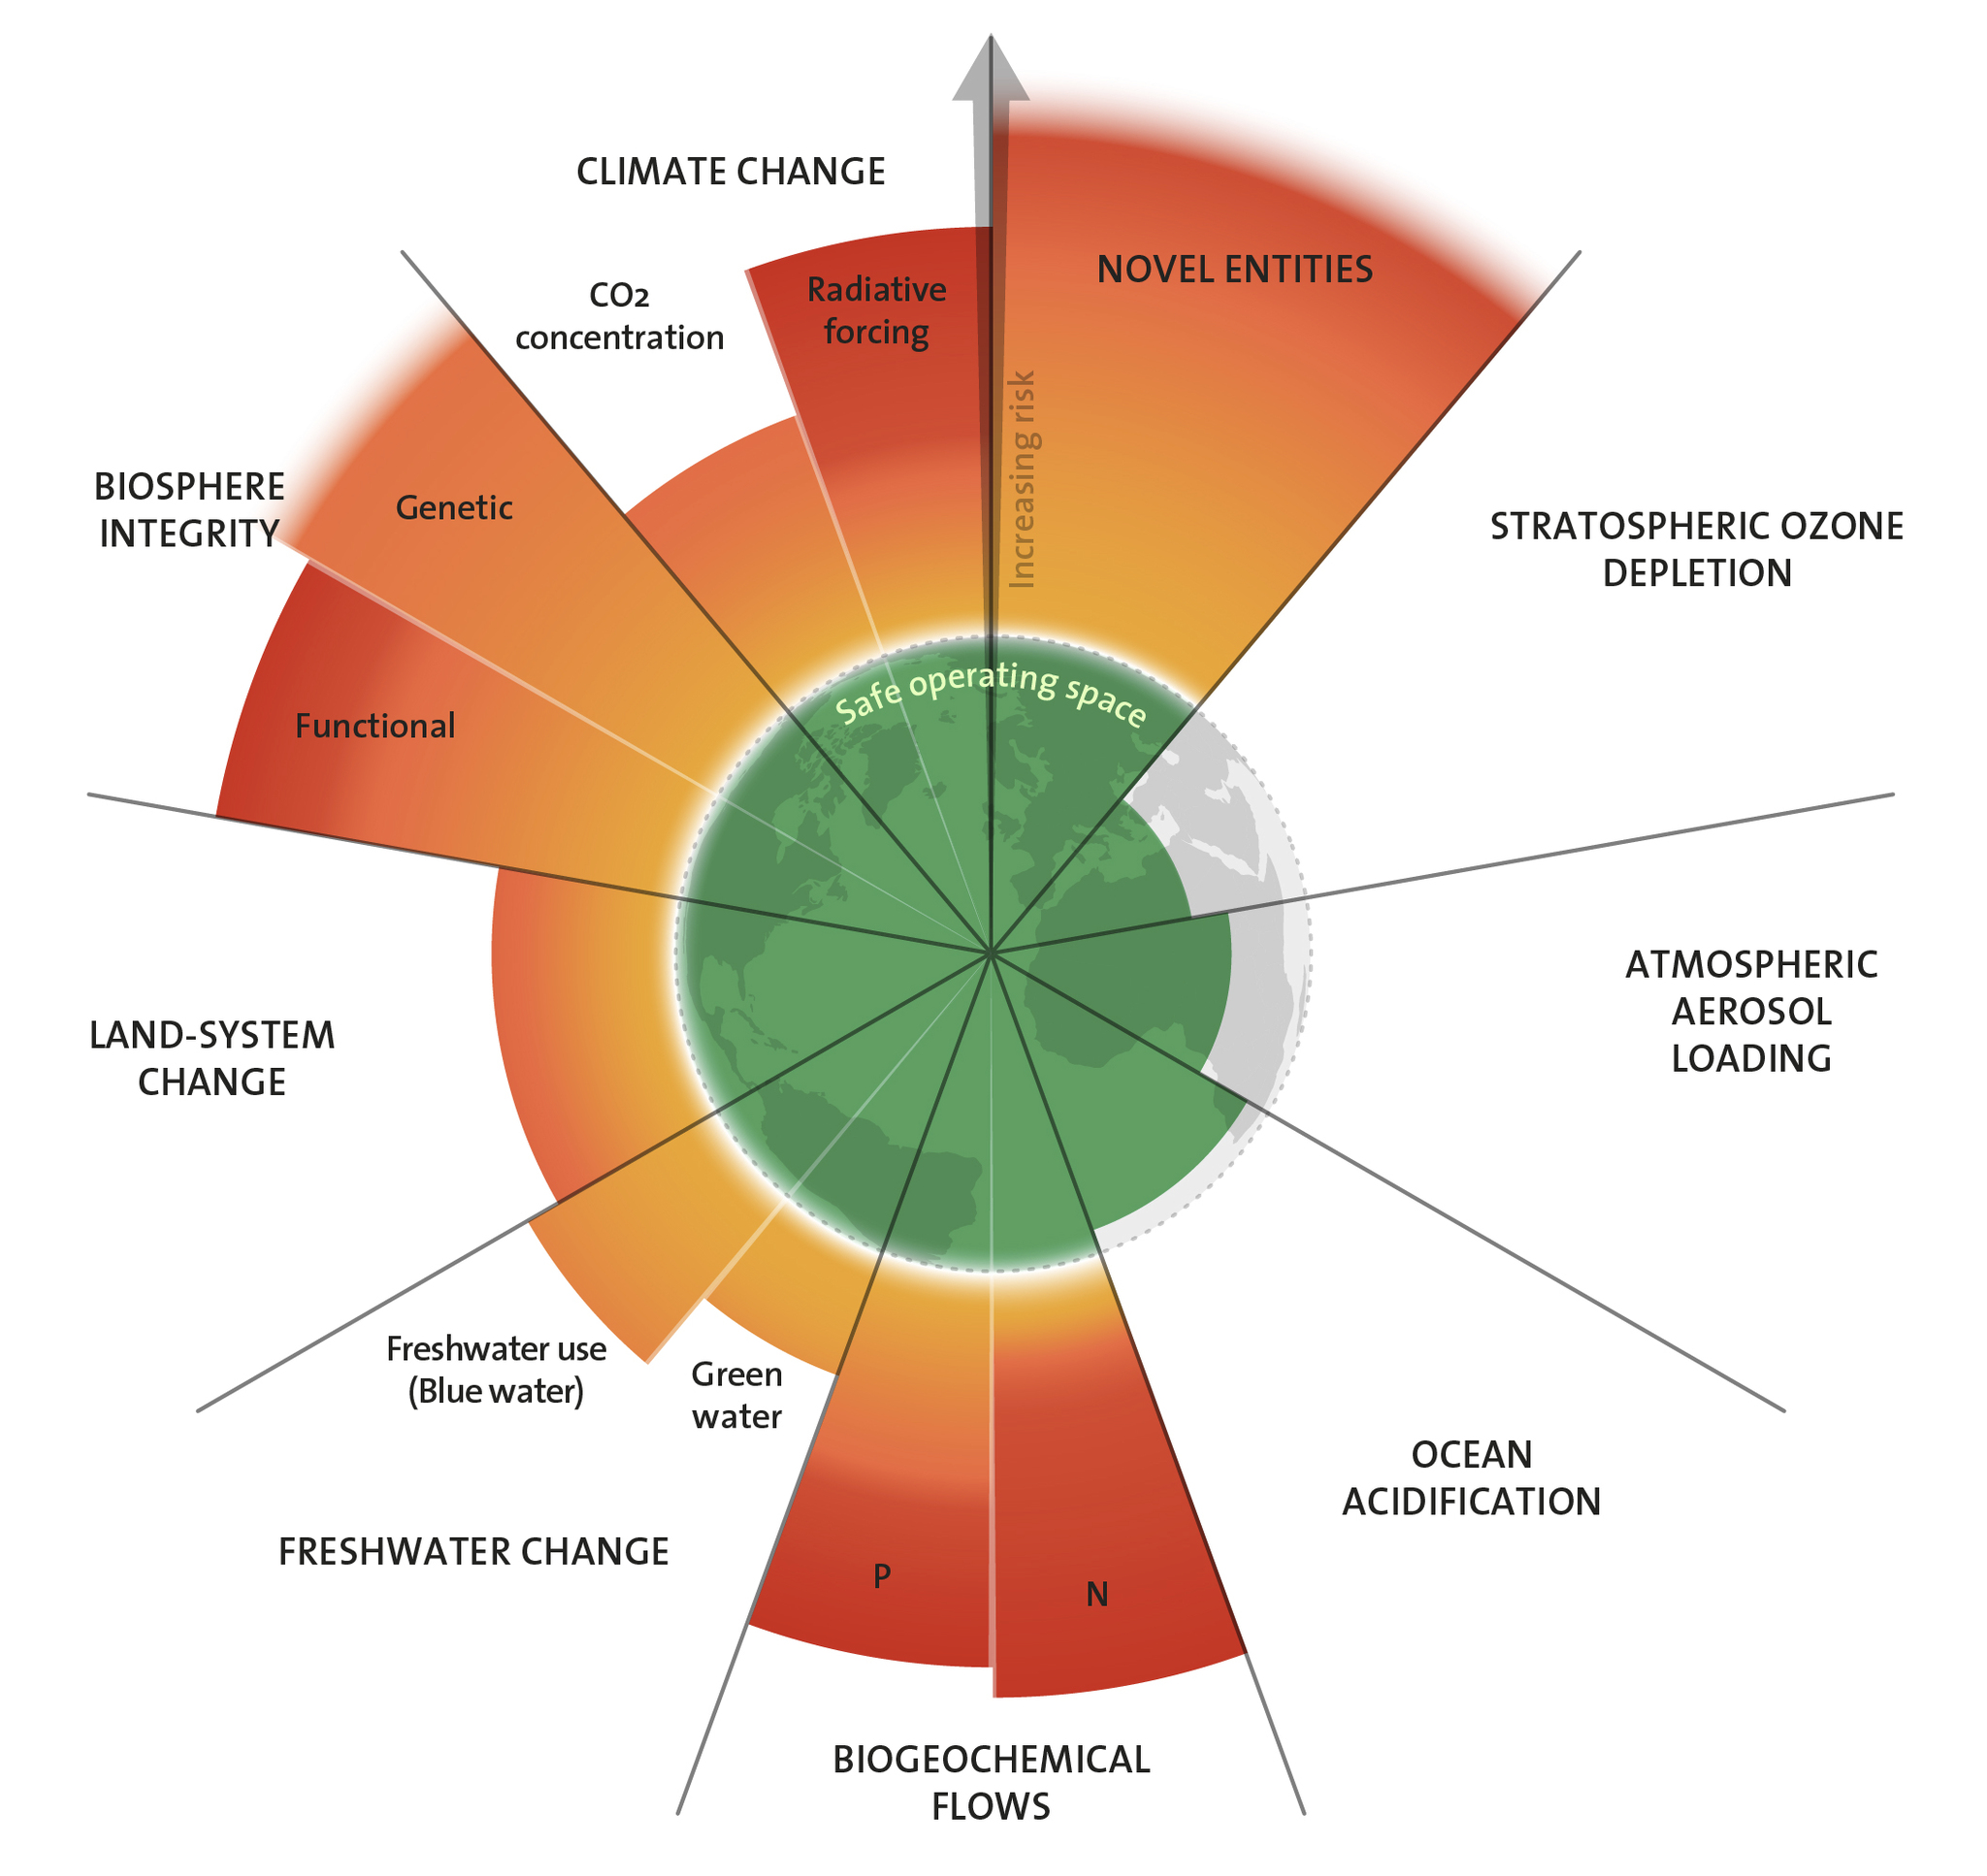 CLIMATE CHANGE
CO2
concentration
Radiative
forcing
Increasing risk
NOVEL ENTITIES
STRATOSPHERIC OZONE
DEPLETION
ATMOSPHERIC
AEROSOL
LOADING
OCEAN
ACIDIFICATION
BIOGEOCHEMICAL
FLOWS
P
N
FRESHWATER CHANGE
Freshwater use
(Blue water)
Green
water
LAND-SYSTEM
CHANGE
BIOSPHERE
INTEGRITY
Genetic
Functional
Safe operating space